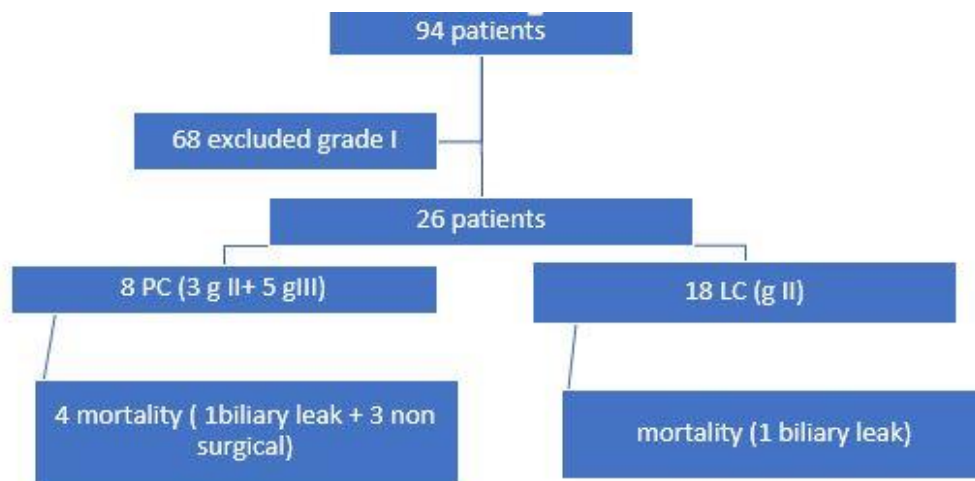 94 patients
68 excluded grade I
26 patients
8 PC (3 g II+ 5 gIII)
18 LC (g II)
4 mortality ( 1biliary leak + 3 non
surgical)
mortality (1 biliary leak)